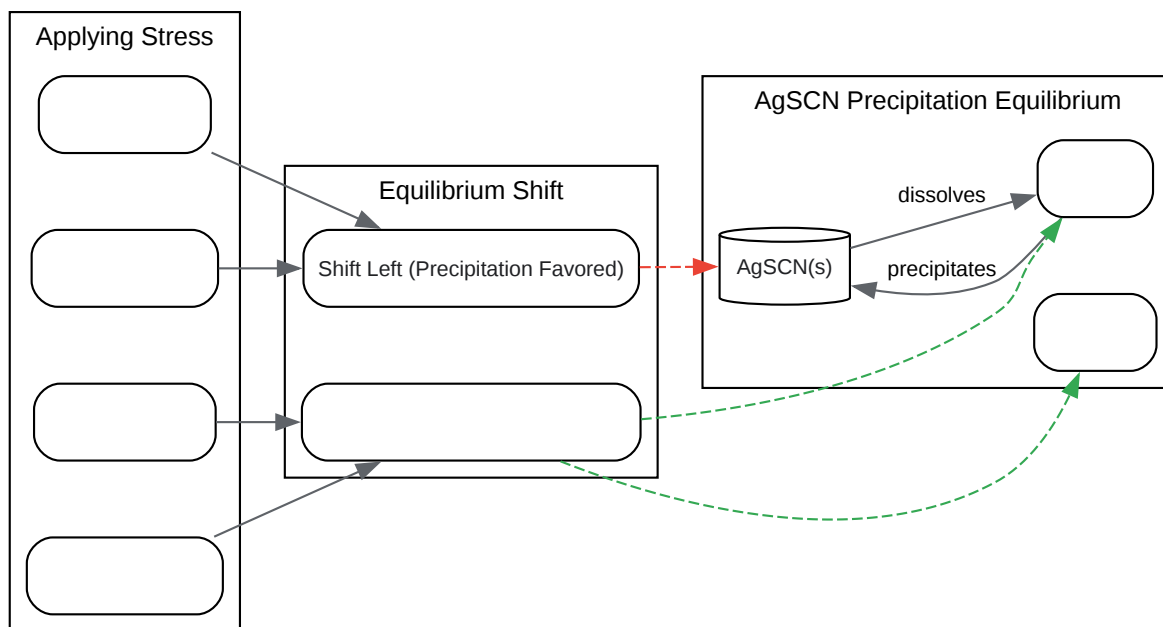 Applying Stress
Equilibrium Shift
Shift Left (Precipitation Favored)
AgSCN Precipitation Equilibrium
dissolves
AgSCN(s)
precipitates